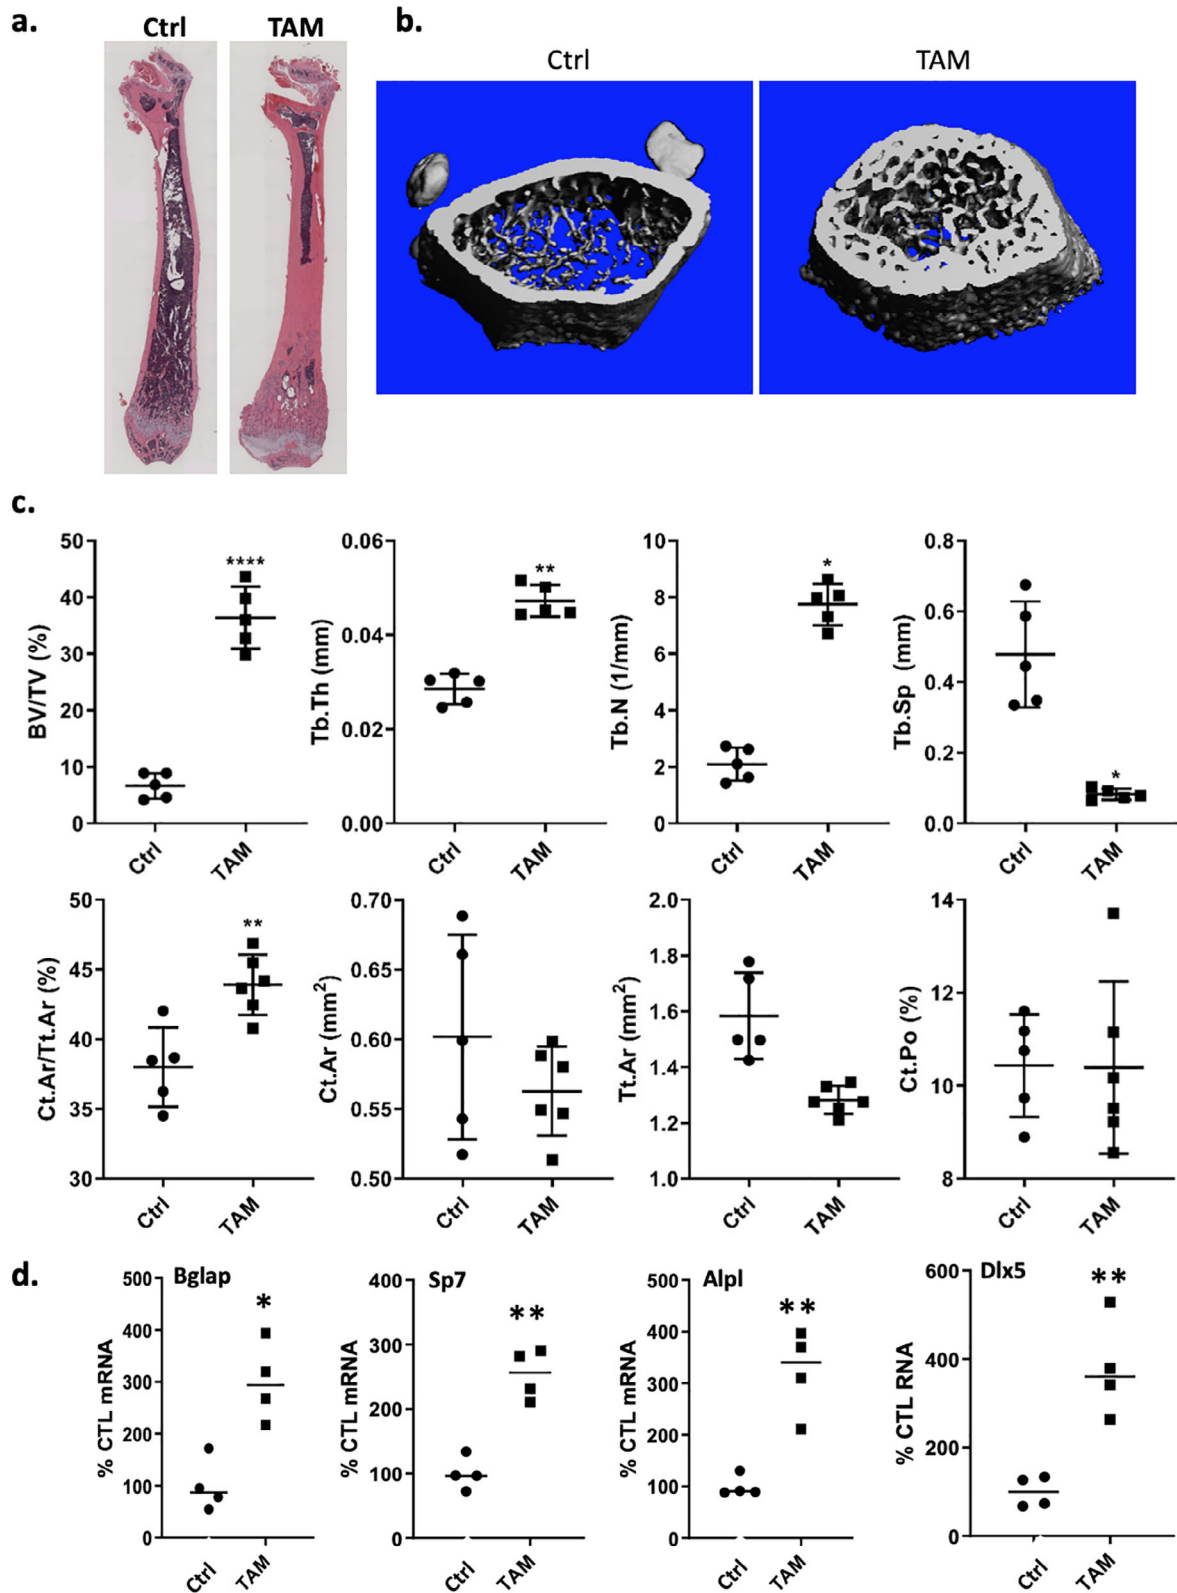 a.
Ctrl
TAM
b.
Ctrl
TAM
c.
BV/TV (%)
50
40
30
20
10
0
****
Ctrl
TAM
Tb.Th (mm)
0.06
0.04
0.02
0.00
**
Ctrl
TAM
Tb.N (1/mm)
10
8
6
4
2
0
*
Ctrl
TAM
Tb.Sp (mm)
0.8
0.6
0.4
0.2
0.0
*
Ctrl
TAM
Ct.Ar/Tt.Ar (%)
50
45
40
35
30
**
Ctrl
TAM
Ct.Ar (mm²)
0.70
0.65
0.60
0.55
0.50
Ctrl
TAM
Tt.Ar (mm²)
2.0
1.8
1.6
1.4
1.2
1.0
Ctrl
TAM
Ct.Po (%)
14
12
10
8
Ctrl
TAM
d.
Bglap
% CTL mRNA
500
400
300
200
100
0
*
Ctrl
TAM
Sp7
% CTL mRNA
400
300
200
100
0
**
Ctrl
TAM
Alpl
% CTL mRNA
500
400
300
200
100
0
**
Ctrl
TAM
Dlx5
% CTL RNA
600
400
200
0
**
Ctrl
TAM